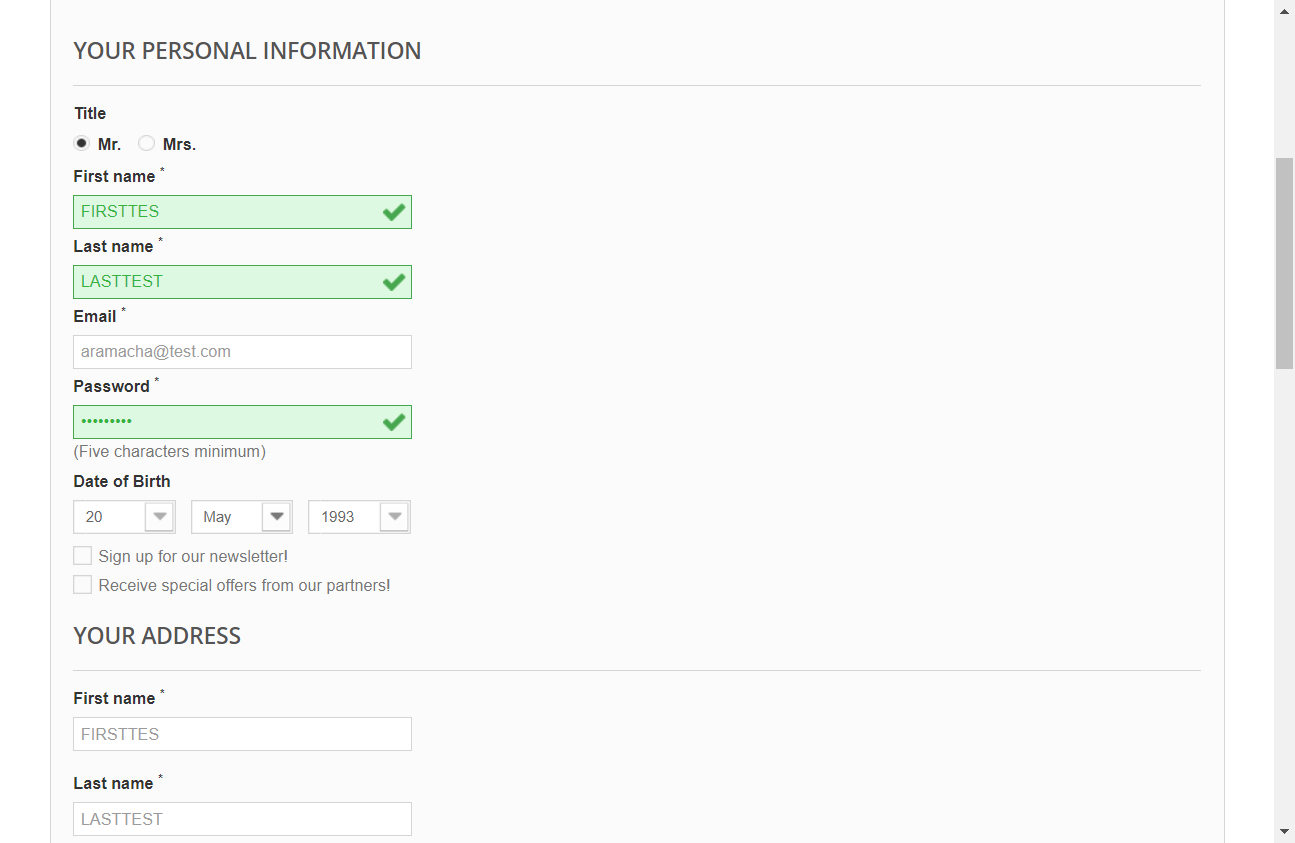 YOUR PERSONAL INFORMATION
Title
Mr. Mrs.
First name *
FIRSTTES
Last name *
LASTTEST
Email *
aramacha@test.com
Password *
•••••••••
(Five characters minimum)
Date of Birth
20 May 1993
Sign up for our newsletter!
Receive special offers from our partners!
YOUR ADDRESS
First name *
FIRSTTES
Last name *
LASTTEST